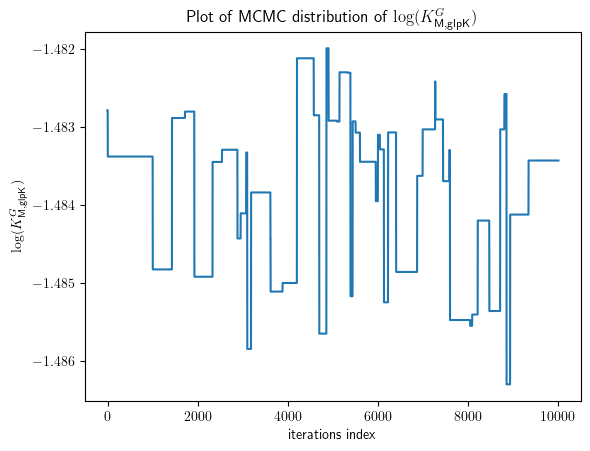 Plot of MCMC distribution of log(K^G_{M,glpK})
−1.482
−1.483
−1.484
−1.485
−1.486
log(K^G_{M,glpK})
0 2000 4000 6000 8000 10000
iterations index